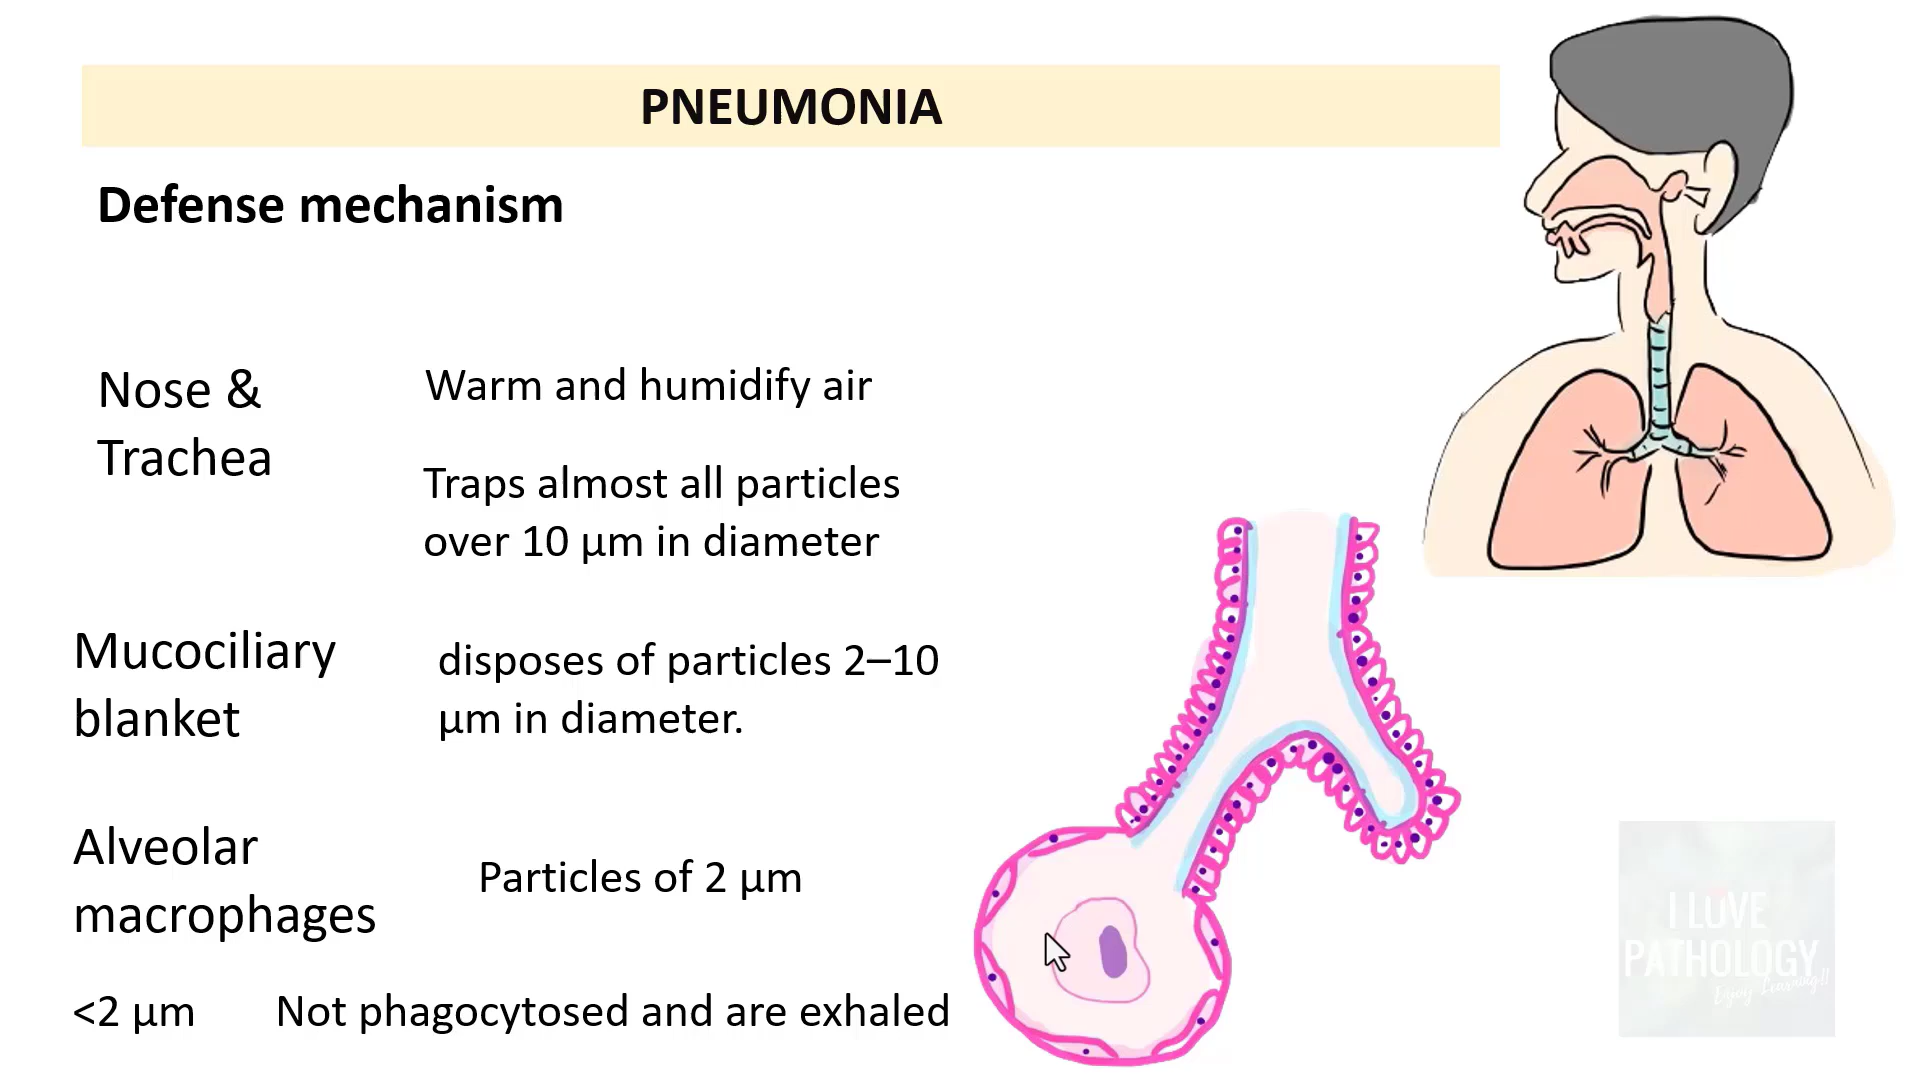 PNEUMONIA
Defense mechanism
Nose &
Trachea
Warm and humidify air
Traps almost all particles
over 10 µm in diameter
Mucociliary
blanket
disposes of particles 2–10
µm in diameter.
Alveolar
macrophages
Particles of 2 µm
<2 µm Not phagocytosed and are exhaled
I LOVE
PATHOLOGY
Enjoy Learning!!